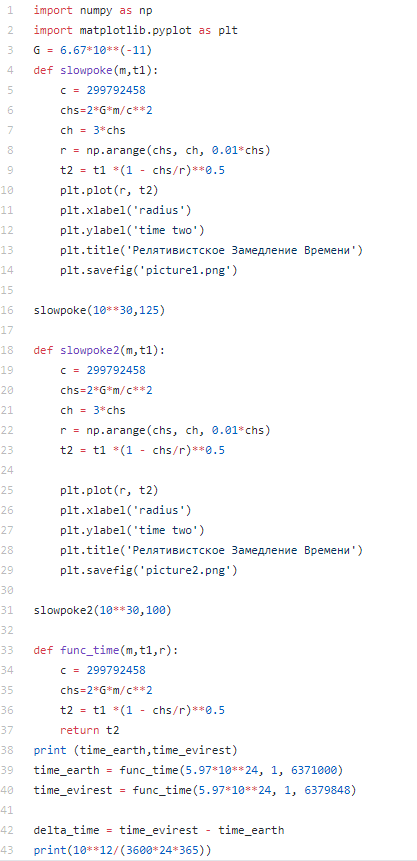 1 import numpy as np
2 import matplotlib.pyplot as plt
3 G = 6.67*10**(-11)
4 def slowpoke(m,t1):
5     c = 299792458
6     chs=2*G*m/c**2
7     ch = 3*chs
8     r = np.arange(chs, ch, 0.01*chs)
9     t2 = t1 *(1 - chs/r)**0.5
10     plt.plot(r, t2)
11     plt.xlabel('radius')
12     plt.ylabel('time two')
13     plt.title('Релятивистское Замедление Времени')
14     plt.savefig('picture1.png')
15
16 slowpoke(10**30,125)
17
18 def slowpoke2(m,t1):
19     c = 299792458
20     chs=2*G*m/c**2
21     ch = 3*chs
22     r = np.arange(chs, ch, 0.01*chs)
23     t2 = t1 *(1 - chs/r)**0.5
24
25     plt.plot(r, t2)
26     plt.xlabel('radius')
27     plt.ylabel('time two')
28     plt.title('Релятивистское Замедление Времени')
29     plt.savefig('picture2.png')
30
31 slowpoke2(10**30,100)
32
33 def func_time(m,t1,r):
34     c = 299792458
35     chs=2*G*m/c**2
36     t2 = t1 *(1 - chs/r)**0.5
37     return t2
38 print (time_earth,time_evirest)
39 time_earth = func_time(5.97*10**24, 1, 6371000)
40 time_evirest = func_time(5.97*10**24, 1, 6379848)
41
42 delta_time = time_evirest - time_earth
43 print(10**12/(3600*24*365))